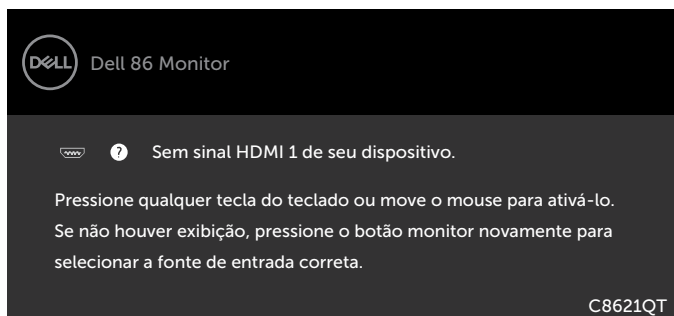 DELL
Dell 86 Monitor
? Sem sinal HDMI 1 de seu dispositivo.
Pressione qualquer tecla do teclado ou move o mouse para ativá-lo.
Se não houver exibição, pressione o botão monitor novamente para
selecionar a fonte de entrada correta.
C8621QT